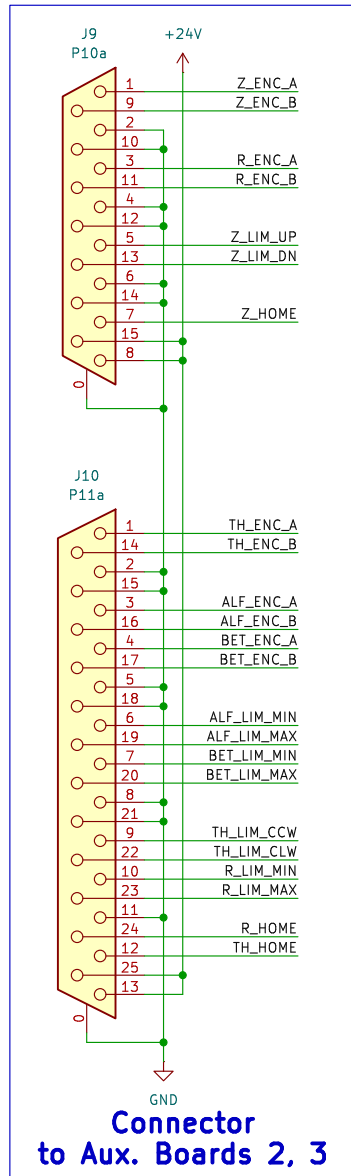 J9
P10a
+24V
1 Z_ENC_A
9 Z_ENC_B
2
10
3 R_ENC_A
11 R_ENC_B
4
12
5 Z_LIM_UP
13 Z_LIM_DN
6
14
7 Z_HOME
15
8
0
J10
P11a
1 TH_ENC_A
14 TH_ENC_B
2
15
3 ALF_ENC_A
16 ALF_ENC_B
4 BET_ENC_A
17 BET_ENC_B
5
18
6 ALF_LIM_MIN
19 ALF_LIM_MAX
7 BET_LIM_MIN
20 BET_LIM_MAX
8
21
9 TH_LIM_CCW
22 TH_LIM_CLW
10 R_LIM_MIN
23 R_LIM_MAX
11
24 R_HOME
12 TH_HOME
25
13
0
GND
Connector
to Aux. Boards 2, 3